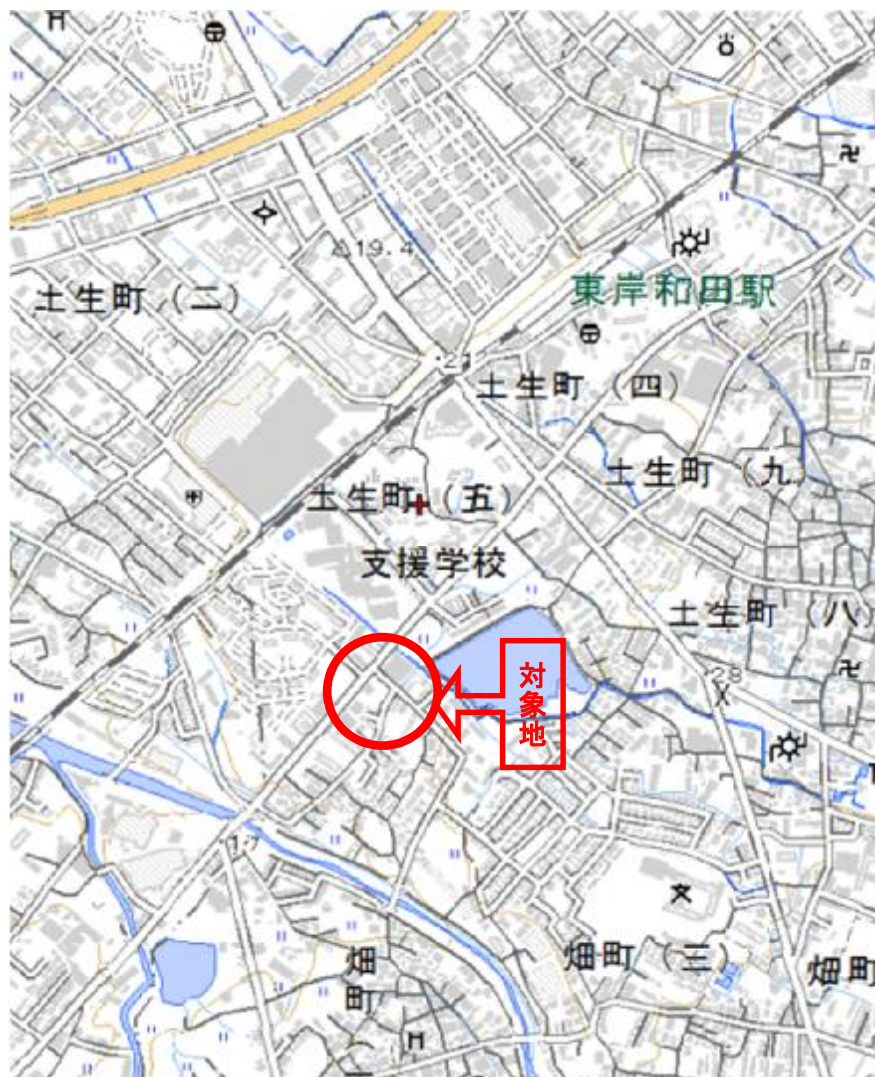 19.4
東岸和田駅
土生町（二）
21
土生町（四）
土生町（九
土生町（五）
支援学校
土生町（八）
28
対象地
17
畑町（三）
畑町
畑町